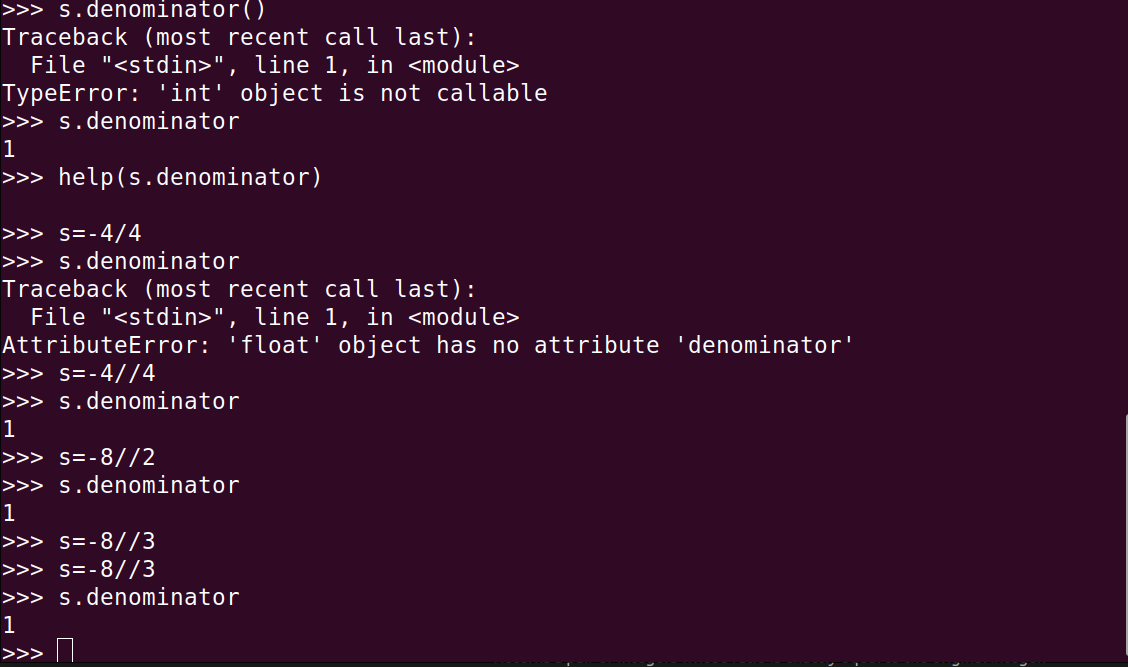 >>> s.denominator()
Traceback (most recent call last):
  File "<stdin>", line 1, in <module>
TypeError: 'int' object is not callable
>>> s.denominator
1
>>> help(s.denominator)

>>> s=-4/4
>>> s.denominator
Traceback (most recent call last):
  File "<stdin>", line 1, in <module>
AttributeError: 'float' object has no attribute 'denominator'
>>> s=-4//4
>>> s.denominator
1
>>> s=-8//2
>>> s.denominator
1
>>> s=-8//3
>>> s=-8//3
>>> s.denominator
1
>>>